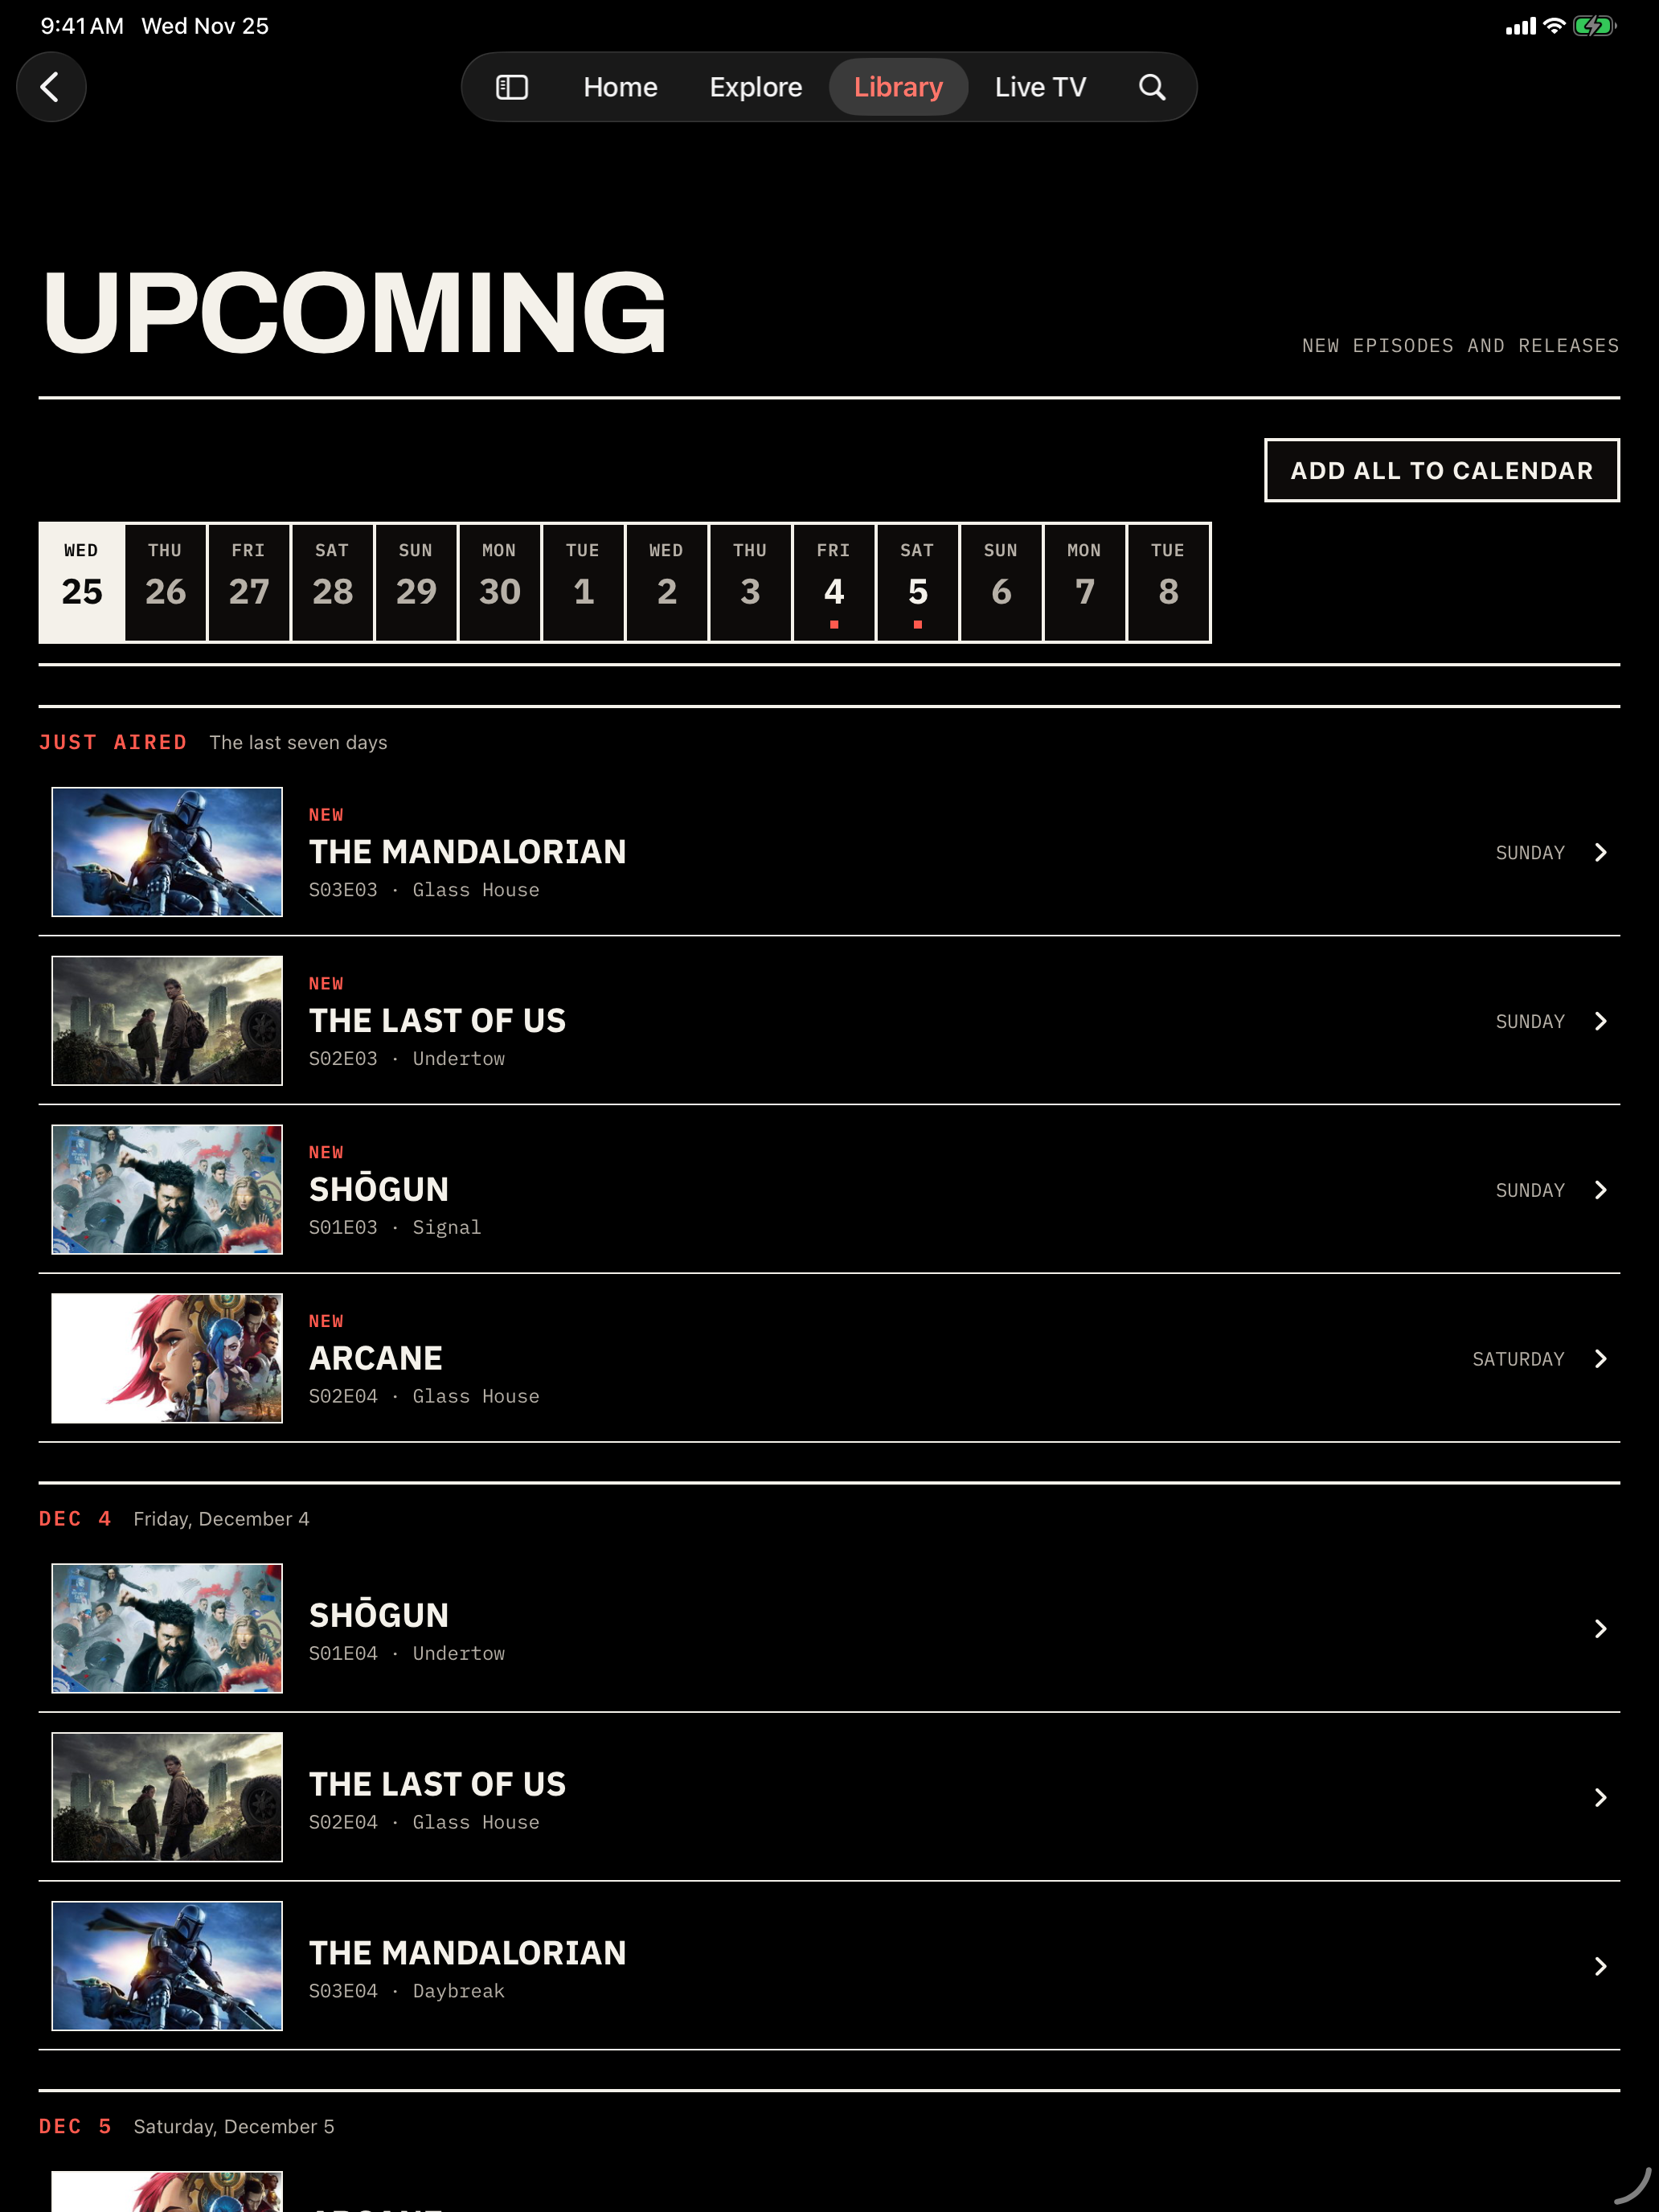 9:41 AM Wed Nov 25
Home Explore Library Live TV
UPCOMING
NEW EPISODES AND RELEASES
ADD ALL TO CALENDAR
WED THU FRI SAT SUN MON TUE WED THU FRI SAT SUN MON TUE
25 26 27 28 29 30 1 2 3 4 5 6 7 8
JUST AIRED The last seven days
NEW
THE MANDALORIAN
S03E03 · Glass House
SUNDAY
NEW
THE LAST OF US
S02E03 · Undertow
SUNDAY
NEW
SHŌGUN
S01E03 · Signal
SUNDAY
NEW
ARCANE
S02E04 · Glass House
SATURDAY
DEC 4 Friday, December 4
SHŌGUN
S01E04 · Undertow
THE LAST OF US
S02E04 · Glass House
THE MANDALORIAN
S03E04 · Daybreak
DEC 5 Saturday, December 5